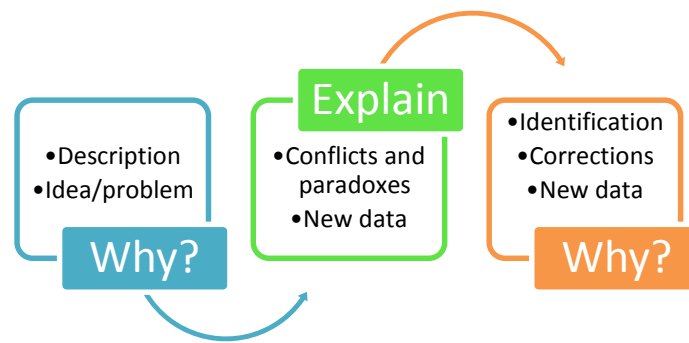 •Description
•Idea/problem
Why?
Explain
•Conflicts and
paradoxes
•New data
•Identification
•Corrections
•New data
Why?